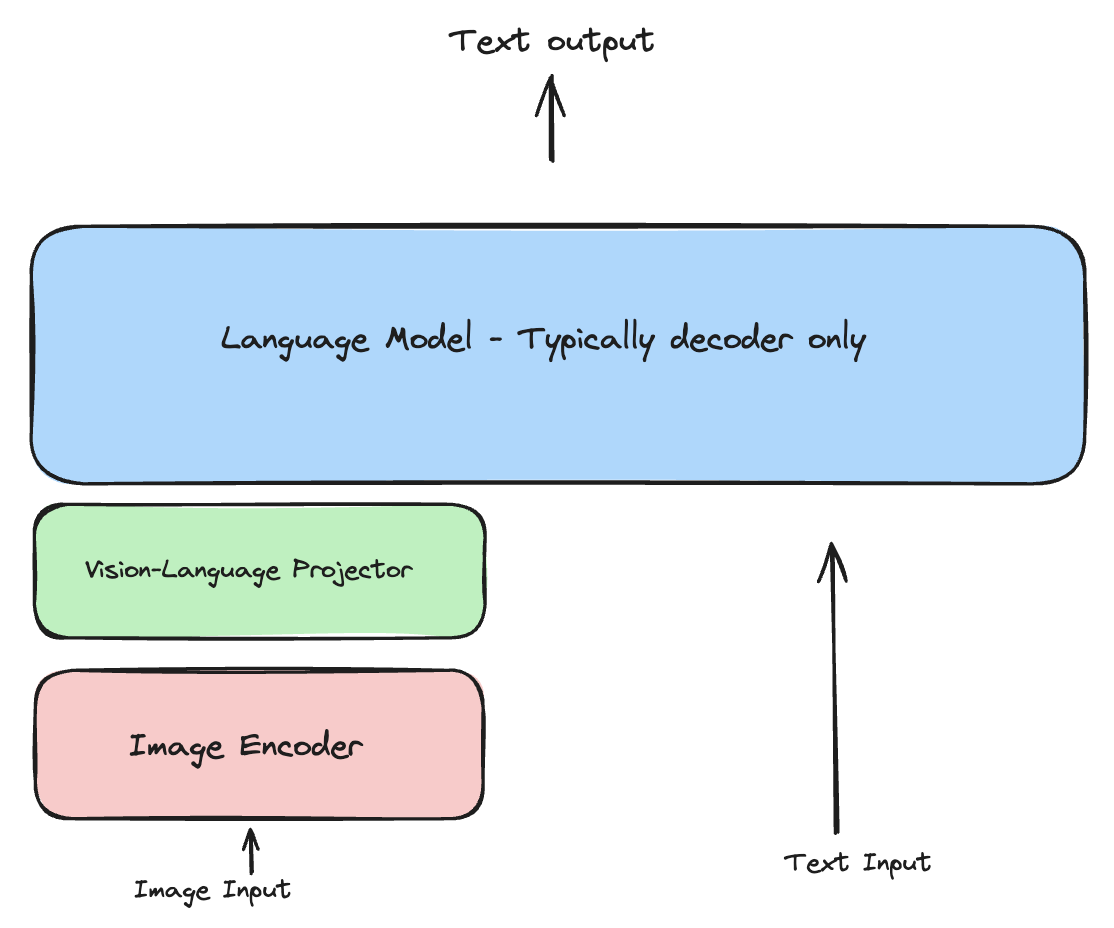 Text output
Language Model - Typically decoder only
Vision-Language Projector
Image Encoder
Text Input
Image Input